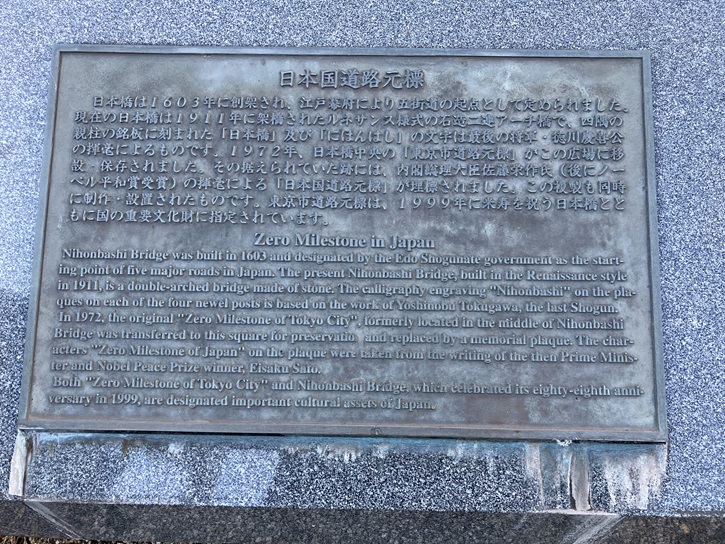 日本国道路元標
日本橋は1603年に創架され、江戸幕府により五街道の起点として定められました。
現在の日本橋は1911年に架橋されたルネサンス様式の石造二連アーチ橋で、四隅の
親柱の銘板に刻まれた「日本橋」及び「にほんはし」の文字は最後の将軍・徳川慶喜公
の揮毫によるものです。1972年、日本橋中央の「東京市道路元標」がこの広場に移
設・保存されました。その据えられていた跡には、内閣総理大臣佐藤栄作氏(後にノー
ベル平和賞受賞)の揮毫による「日本国道路元標」が埋標されました。この複製も同時
に制作・設置されたものです。東京市道路元標は、1999年に米寿を祝う日本橋とと
もに国の重要文化財に指定されています。
Zero Milestone in Japan
Nihonbashi Bridge was built in 1603 and designated by the Edo Shogunate government as the start-
ing point of five major roads in Japan. The present Nihonbashi Bridge, built in the Renaissance style
in 1911, is a double-arched bridge made of stone. The calligraphy engraving "Nihonbashi" on the pla-
ques on each of the four newel posts is based on the work of Yoshinobu Tokugawa, the last Shogun.
In 1972, the original "Zero Milestone of Tokyo City", formerly located in the middle of Nihonbashi
Bridge was transferred to this square for preservation and replaced by a memorial plaque. The char-
acters "Zero Milestone of Japan" on the plaque were taken from the writing of the then Prime Minis-
ter and Nobel Peace Prize winner, Eisaku Sato.
Both "Zero Milestone of Tokyo City" and Nihonbashi Bridge, which celebrated its eighty-eighth anni-
versary in 1999, are designated important cultural assets of Japan.